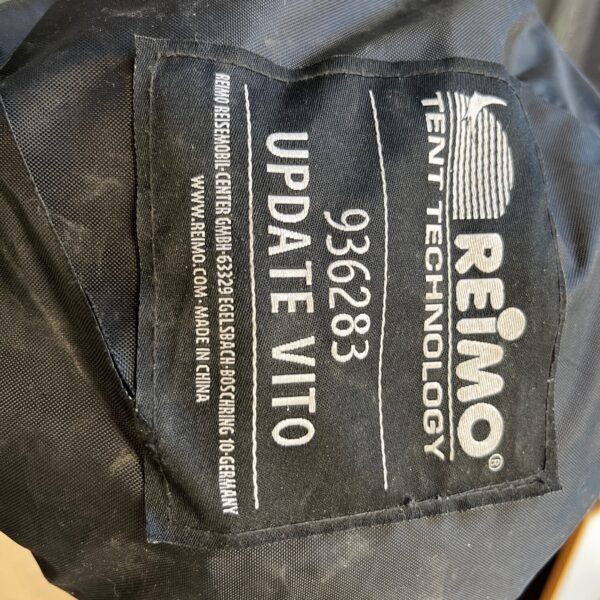 REIMO®
TENT TECHNOLOGY
936283
UPDATE VITO
REIMO REISEMOBIL-CENTER GMBH·63329 EGELSBACH·BOSCHRING 10·GERMANY
WWW.REIMO.COM · MADE IN CHINA